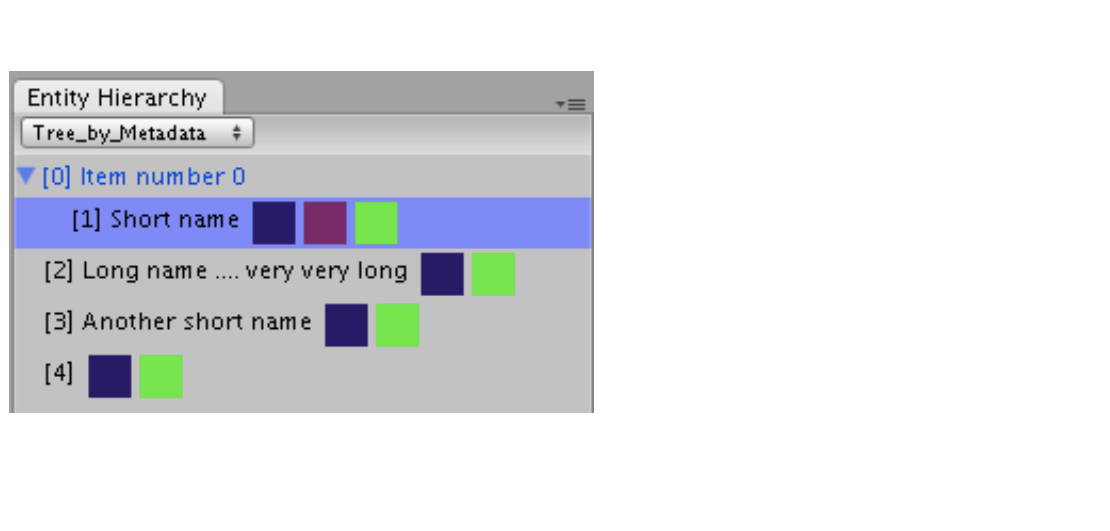 Entity Hierarchy
Tree_by_Metadata
[0] Item number 0
[1] Short name
[2] Long name .... very very long
[3] Another short name
[4]